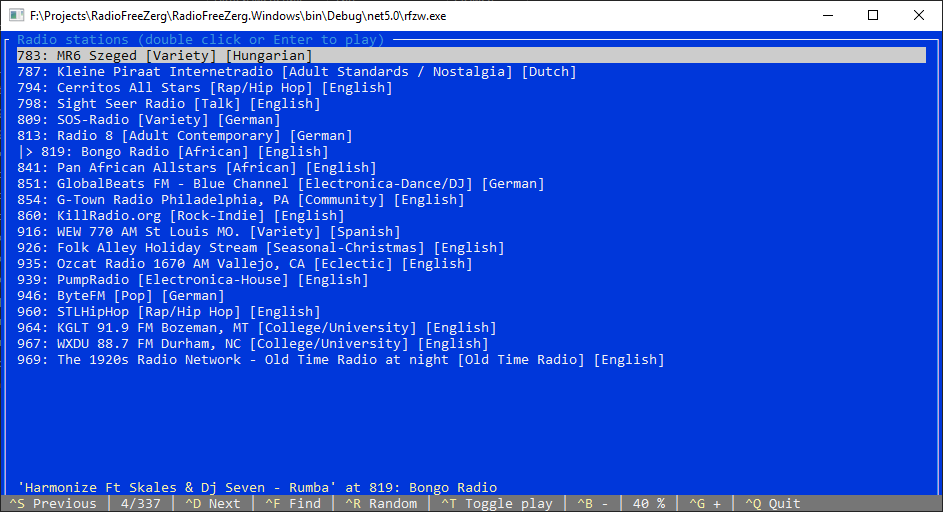 F:\Projects\RadioFreeZerg\RadioFreeZerg.Windows\bin\Debug\net5.0\rfzw.exe
Radio stations (double click or Enter to play)
783: MR6 Szeged [Variety] [Hungarian]
787: Kleine Piraat Internetradio [Adult Standards / Nostalgia] [Dutch]
794: Cerritos All Stars [Rap/Hip Hop] [English]
798: Sight Seer Radio [Talk] [English]
809: SOS-Radio [Variety] [German]
813: Radio 8 [Adult Contemporary] [German]
|> 819: Bongo Radio [African] [English]
841: Pan African Allstars [African] [English]
851: GlobalBeats FM - Blue Channel [Electronica-Dance/DJ] [German]
854: G-Town Radio Philadelphia, PA [Community] [English]
860: KillRadio.org [Rock-Indie] [English]
916: WEW 770 AM St Louis MO. [Variety] [Spanish]
926: Folk Alley Holiday Stream [Seasonal-Christmas] [English]
935: Ozcat Radio 1670 AM Vallejo, CA [Eclectic] [English]
939: PumpRadio [Electronica-House] [English]
946: ByteFM [Pop] [German]
960: STLHipHop [Rap/Hip Hop] [English]
964: KGLT 91.9 FM Bozeman, MT [College/University] [English]
967: WXDU 88.7 FM Durham, NC [College/University] [English]
969: The 1920s Radio Network - Old Time Radio at night [Old Time Radio] [English]
'Harmonize Ft Skales & Dj Seven - Rumba' at 819: Bongo Radio
^S Previous | 4/337 | ^D Next | ^F Find | ^R Random | ^T Toggle play | ^B - | 40 % | ^G + | ^Q Quit